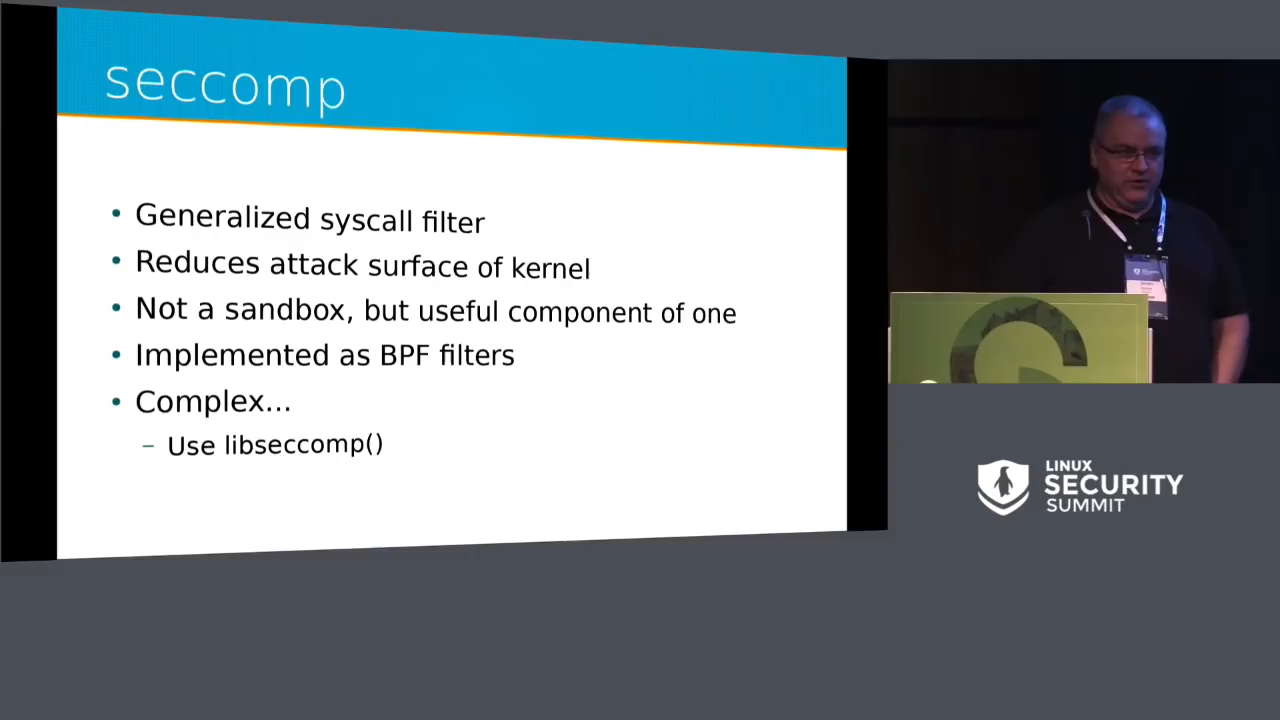 seccomp
• Generalized syscall filter
• Reduces attack surface of kernel
• Not a sandbox, but useful component of one
• Implemented as BPF filters
• Complex...
– Use libseccomp()
LINUX
SECURITY
SUMMIT